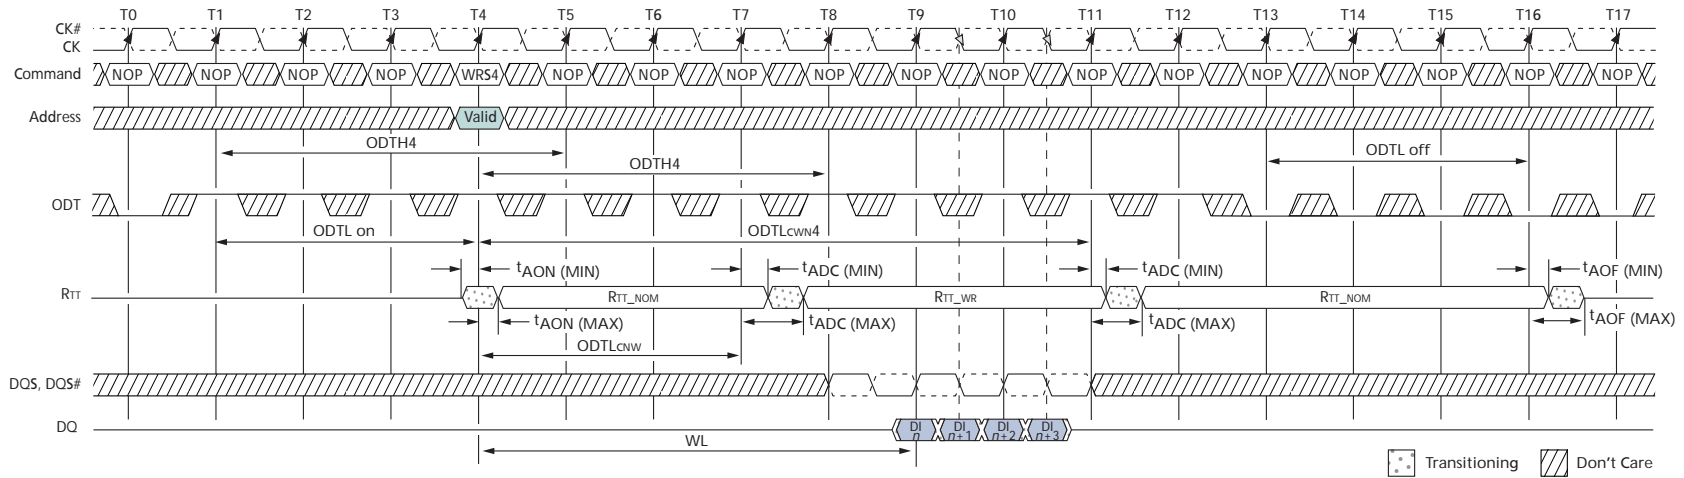 T0 T1 T2 T3 T4 T5 T6 T7 T8 T9 T10 T11 T12 T13 T14 T15 T16 T17
CK#
CK
Command NOP NOP NOP NOP WRS4 NOP NOP NOP NOP NOP NOP NOP NOP NOP NOP NOP NOP NOP
Address Valid
ODTH4 ODTL off
ODTH4
ODT
ODTL on ODTLCWN4
tAON (MIN) tADC (MIN) tADC (MIN) tAOF (MIN)
RTT RTT_NOM RTT_WR RTT_NOM
tAON (MAX) tADC (MAX) tADC (MAX) tAOF (MAX)
ODTLCNW
DQS, DQS#
DQ DI n DI n+1 DI n+2 DI n+3
WL
Transitioning Don't Care